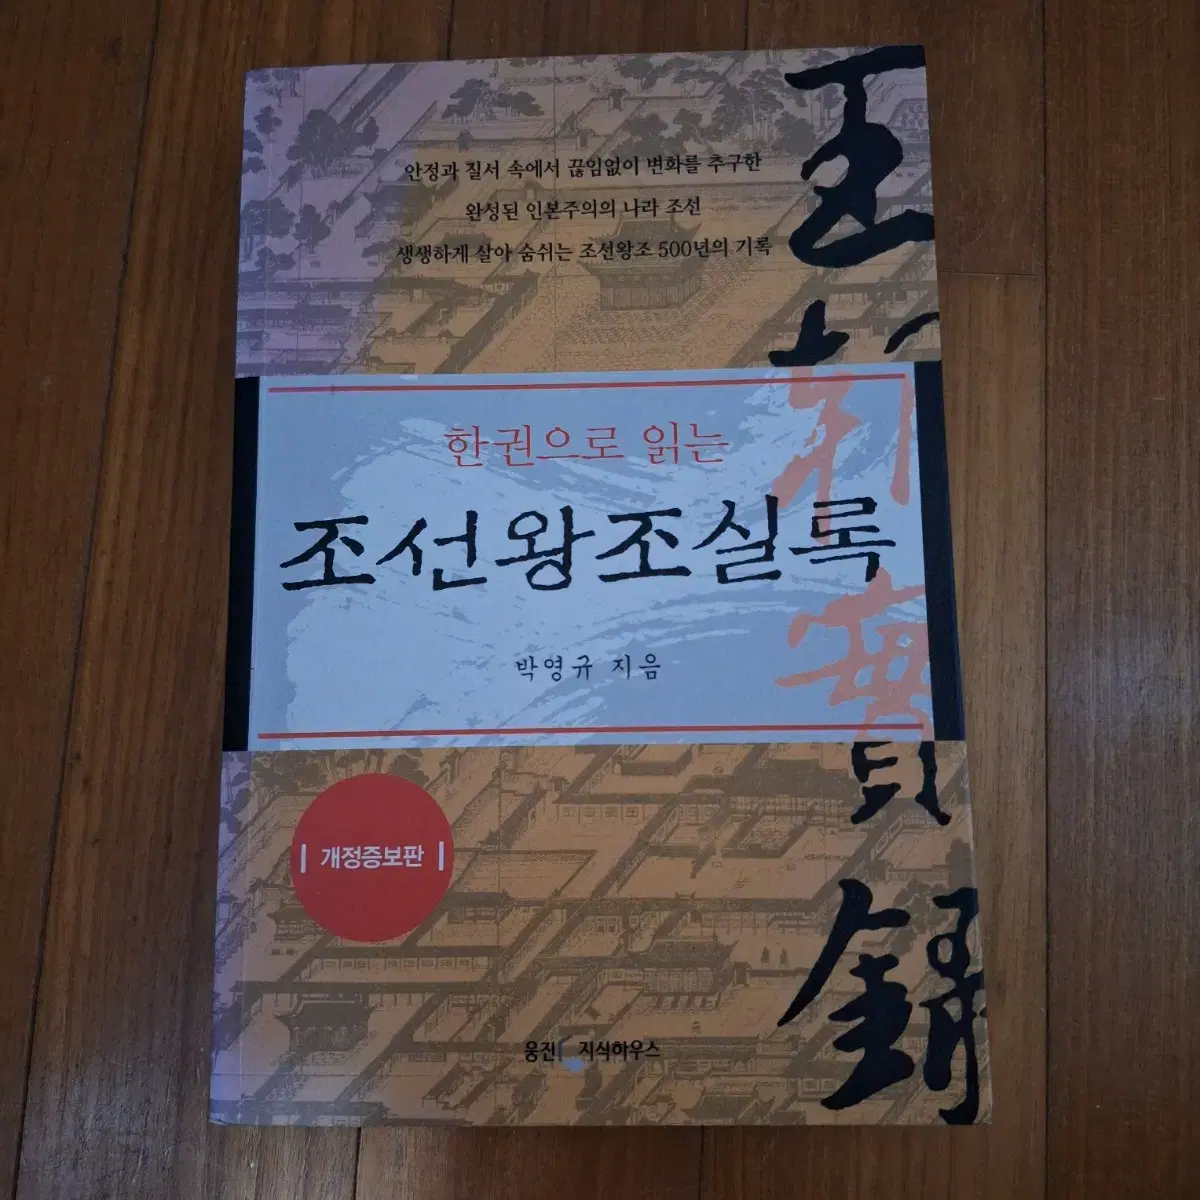 안정과 질서 속에서 끊임없이 변화를 추구한
완성된 인본주의의 나라 조선
생생하게 살아 숨쉬는 조선왕조 500년의 기록
한권으로 읽는
조선왕조실록
박영규 지음
王朝實錄
개정증보판
웅진 지식하우스